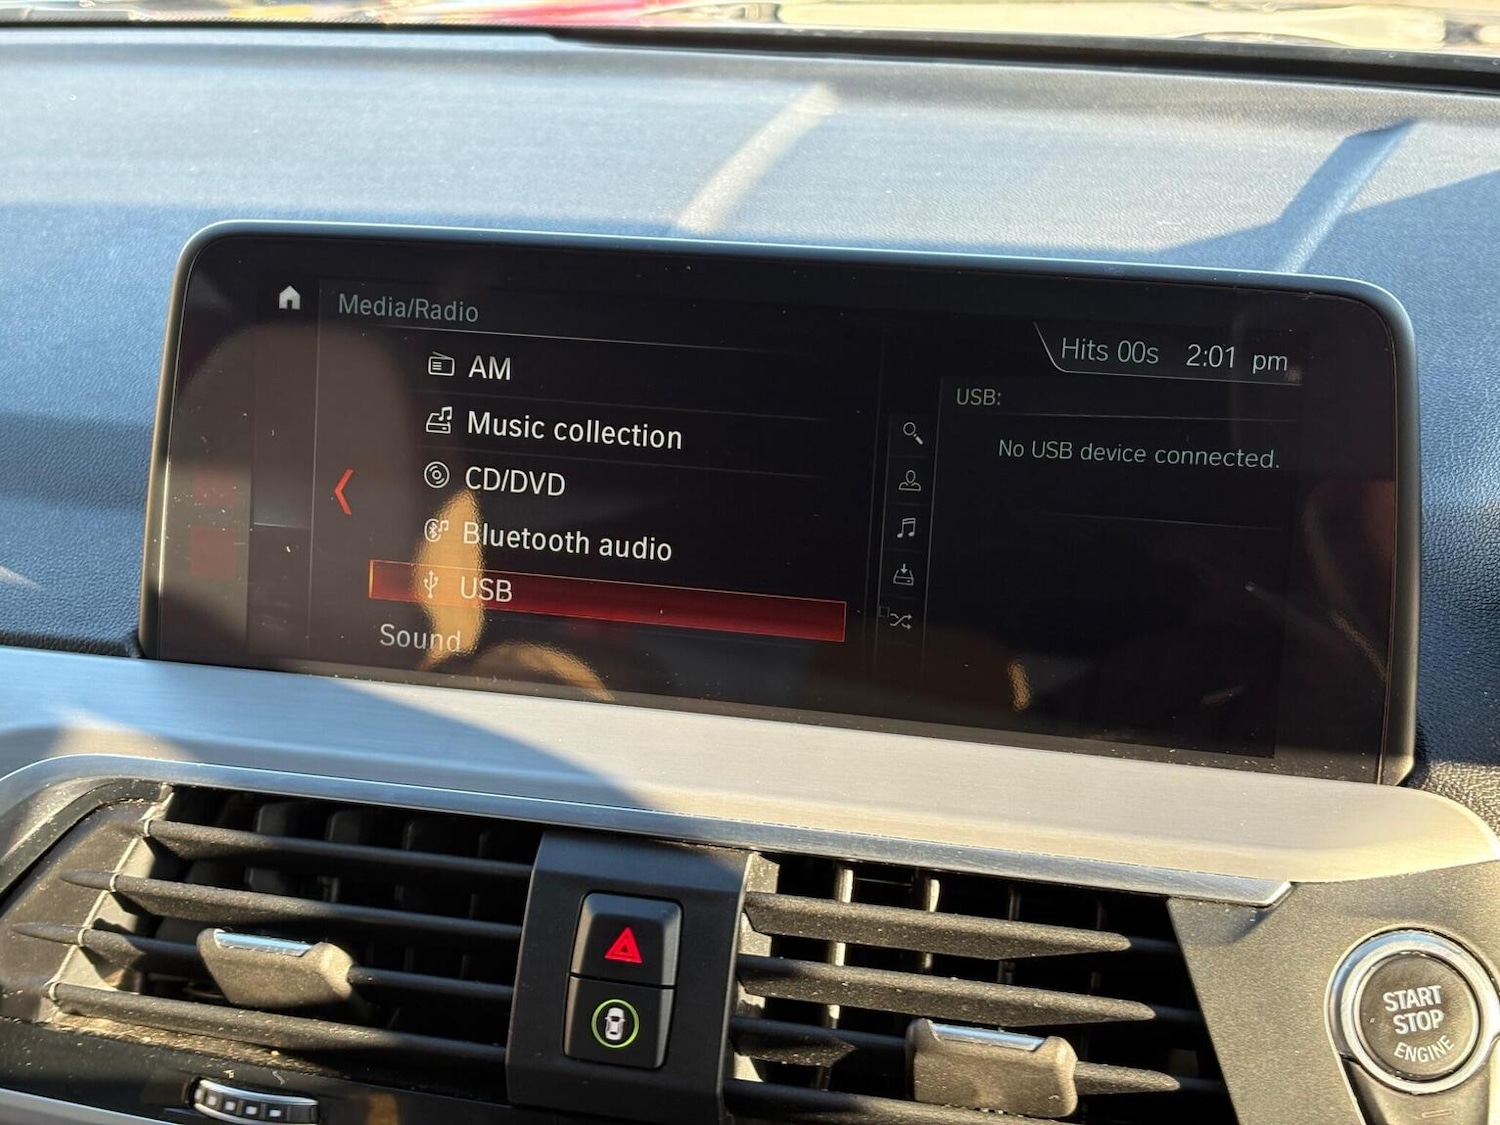 Media/Radio
Hits 00s 2:01 pm
AM
Music collection
CD/DVD
Bluetooth audio
USB
Sound
USB:
No USB device connected.
START
STOP
ENGINE